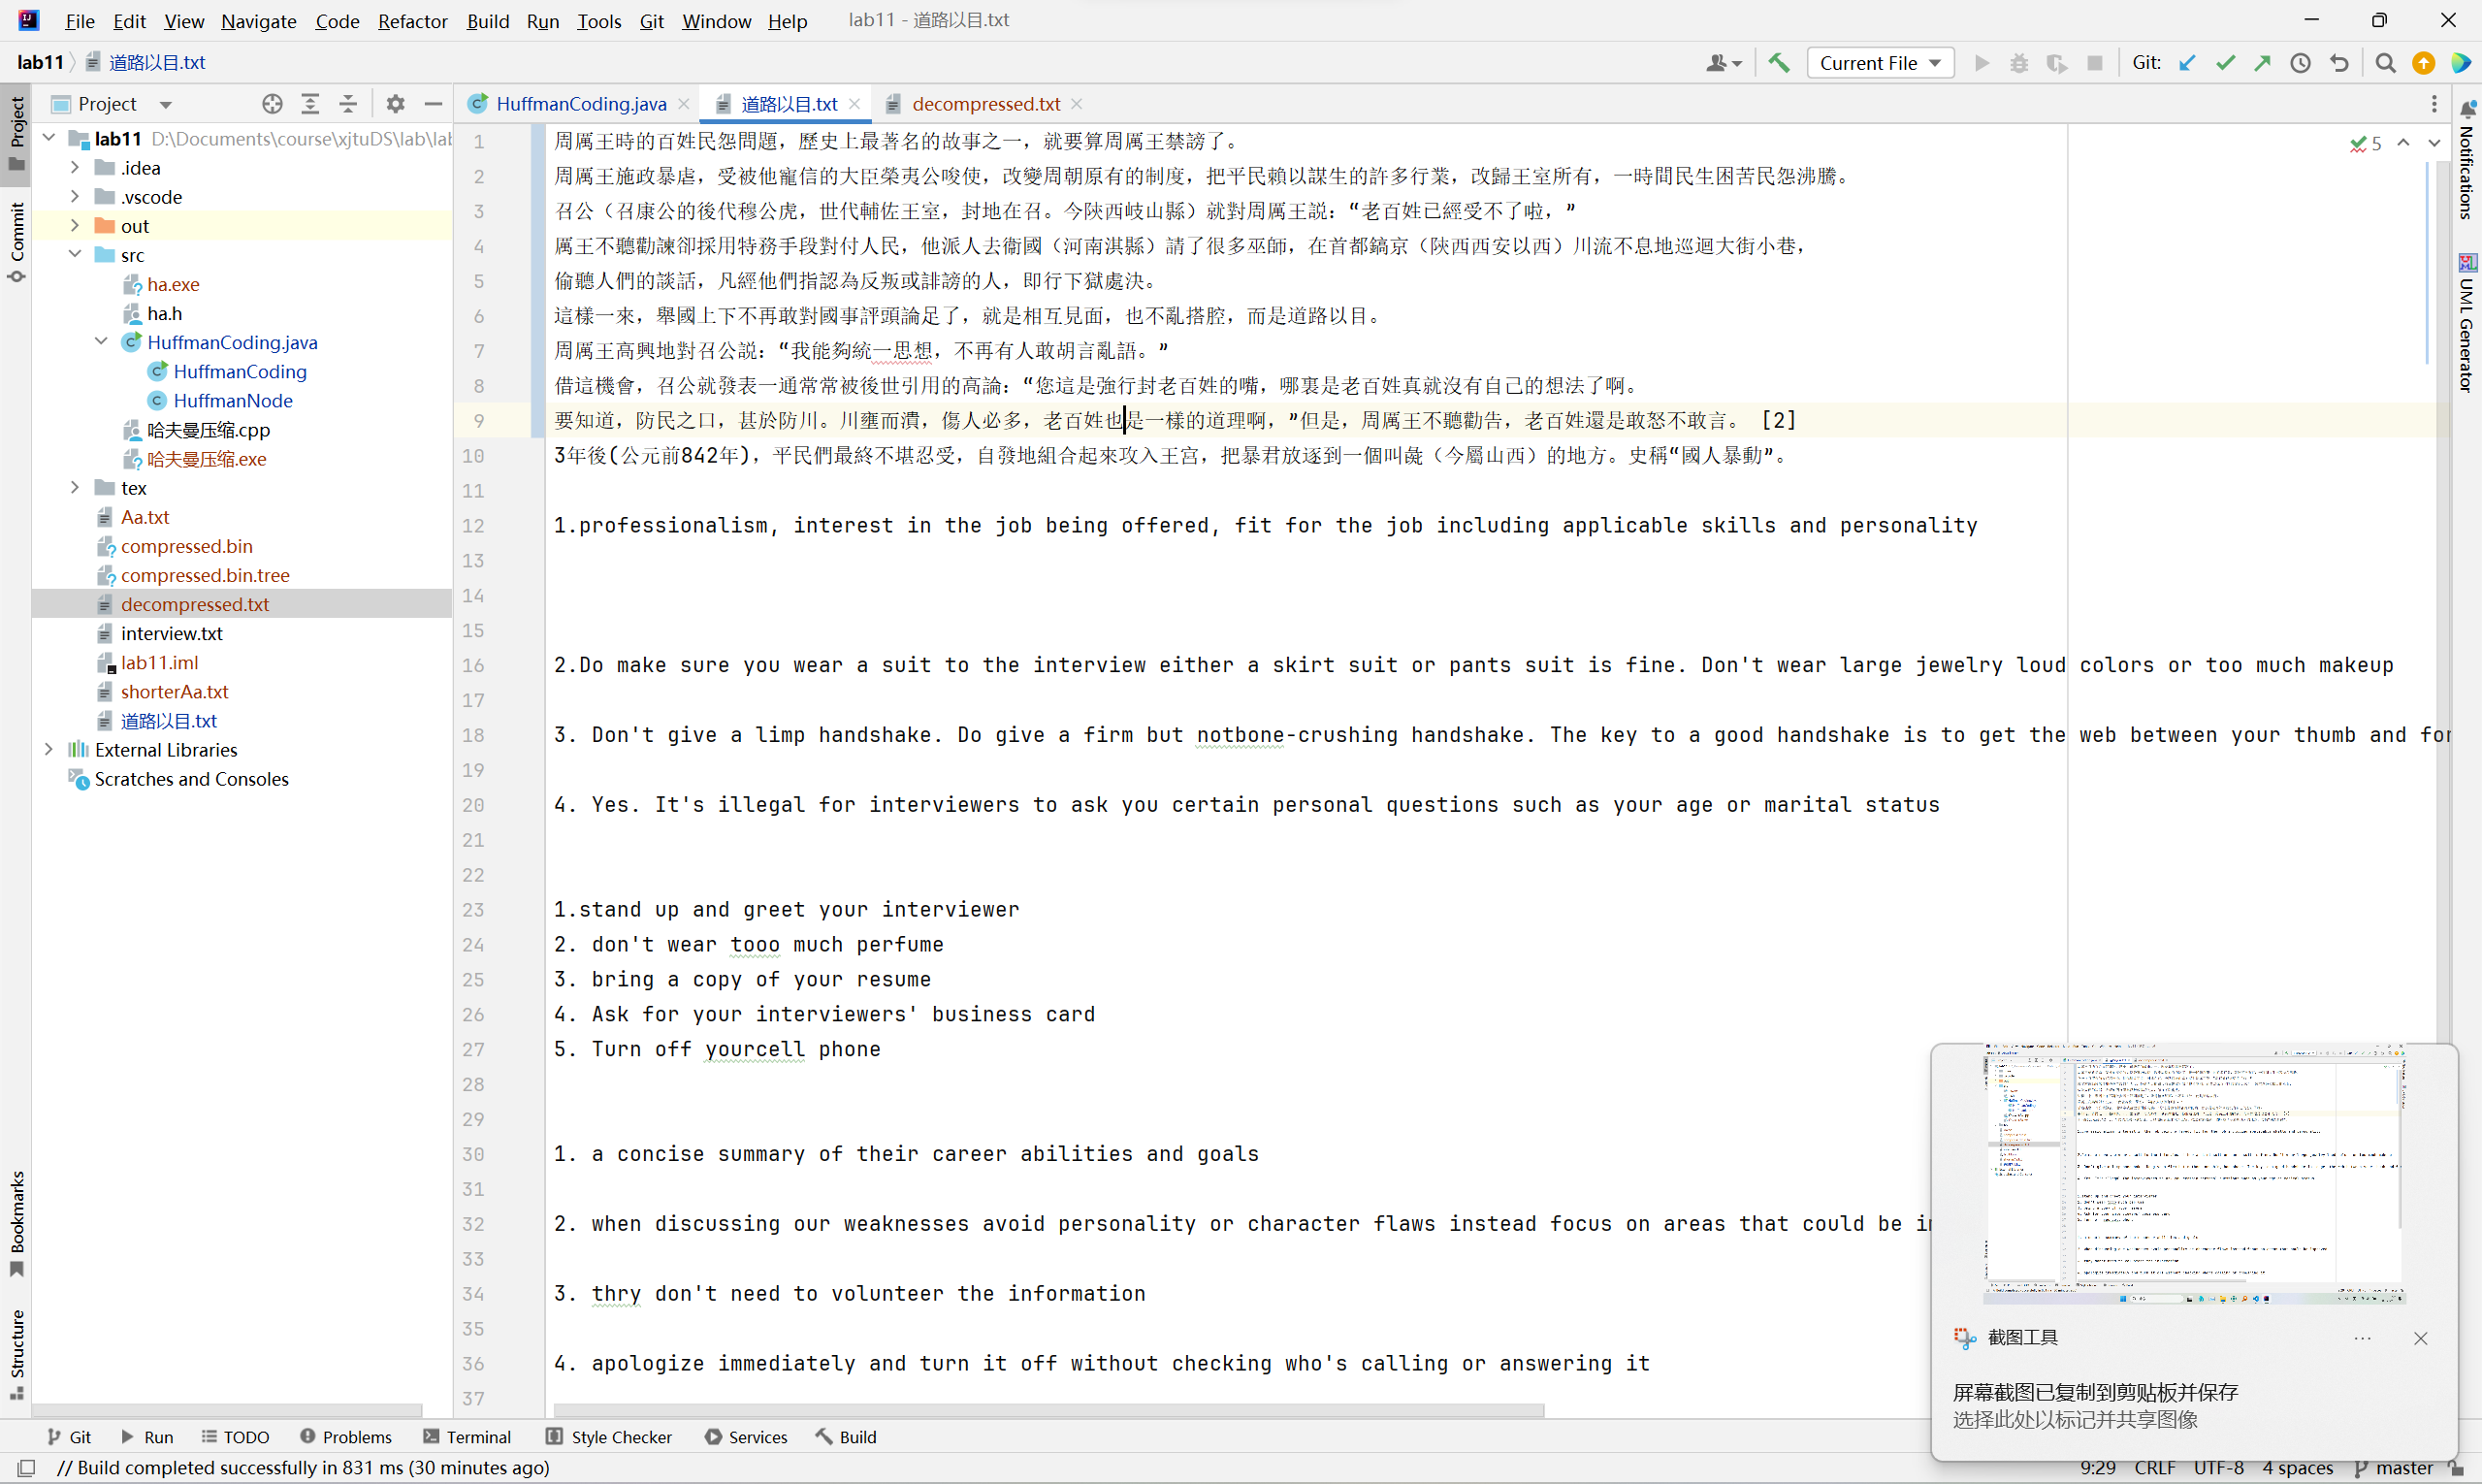 File Edit View Navigate Code Refactor Build Run Tools Git Window Help lab11 - 道路以目.txt
lab11 道路以目.txt Current File Git:
Project HuffmanCoding.java 道路以目.txt decompressed.txt
Project
Commit
Bookmarks
Structure
Notifications
UML Generator
lab11 D:\Documents\course\xjtuDS\lab\lab
.idea
.vscode
out
src
ha.exe
ha.h
HuffmanCoding.java
HuffmanCoding
HuffmanNode
哈夫曼压缩.cpp
哈夫曼压缩.exe
tex
Aa.txt
compressed.bin
compressed.bin.tree
decompressed.txt
interview.txt
lab11.iml
shorterAa.txt
道路以目.txt
External Libraries
Scratches and Consoles
5
1 周厲王時的百姓民怨問題，歷史上最著名的故事之一，就要算周厲王禁謗了。
2 周厲王施政暴虐，受被他寵信的大臣榮夷公唆使，改變周朝原有的制度，把平民賴以謀生的許多行業，改歸王室所有，一時間民生困苦民怨沸騰。
3 召公（召康公的後代穆公虎，世代輔佐王室，封地在召。今陝西岐山縣）就對周厲王説：“老百姓已經受不了啦，”
4 厲王不聽勸諫卻採用特務手段對付人民，他派人去衞國（河南淇縣）請了很多巫師，在首都鎬京（陝西西安以西）川流不息地巡迴大街小巷，
5 偷聽人們的談話，凡經他們指認為反叛或誹謗的人，即行下獄處決。
6 這樣一來，舉國上下不再敢對國事評頭論足了，就是相互見面，也不亂搭腔，而是道路以目。
7 周厲王高興地對召公説：“我能夠統一思想，不再有人敢胡言亂語。”
8 借這機會，召公就發表一通常常被後世引用的高論：“您這是強行封老百姓的嘴，哪裏是老百姓真就沒有自己的想法了啊。
9 要知道，防民之口，甚於防川。川壅而潰，傷人必多，老百姓也是一樣的道理啊，”但是，周厲王不聽勸告，老百姓還是敢怒不敢言。 [2]
10 3年後(公元前842年)，平民們最終不堪忍受，自發地組合起來攻入王宮，把暴君放逐到一個叫彘（今屬山西）的地方。史稱“國人暴動”。
11
12 1.professionalism, interest in the job being offered, fit for the job including applicable skills and personality
13
14
15
16 2.Do make sure you wear a suit to the interview either a skirt suit or pants suit is fine. Don't wear large jewelry loud colors or too much makeup
17
18 3. Don't give a limp handshake. Do give a firm but notbone-crushing handshake. The key to a good handshake is to get the web between your thumb and for
19
20 4. Yes. It's illegal for interviewers to ask you certain personal questions such as your age or marital status
21
22
23 1.stand up and greet your interviewer
24 2. don't wear tooo much perfume
25 3. bring a copy of your resume
26 4. Ask for your interviewers' business card
27 5. Turn off yourcell phone
28
29
30 1. a concise summary of their career abilities and goals
31
32 2. when discussing our weaknesses avoid personality or character flaws instead focus on areas that could be i
33
34 3. thry don't need to volunteer the information
35
36 4. apologize immediately and turn it off without checking who's calling or answering it
37
截图工具
屏幕截图已复制到剪贴板并保存
选择此处以标记并共享图像
Git Run TODO Problems Terminal Style Checker Services Build
// Build completed successfully in 831 ms (30 minutes ago) 9:29 CRLF UTF-8 4 spaces master